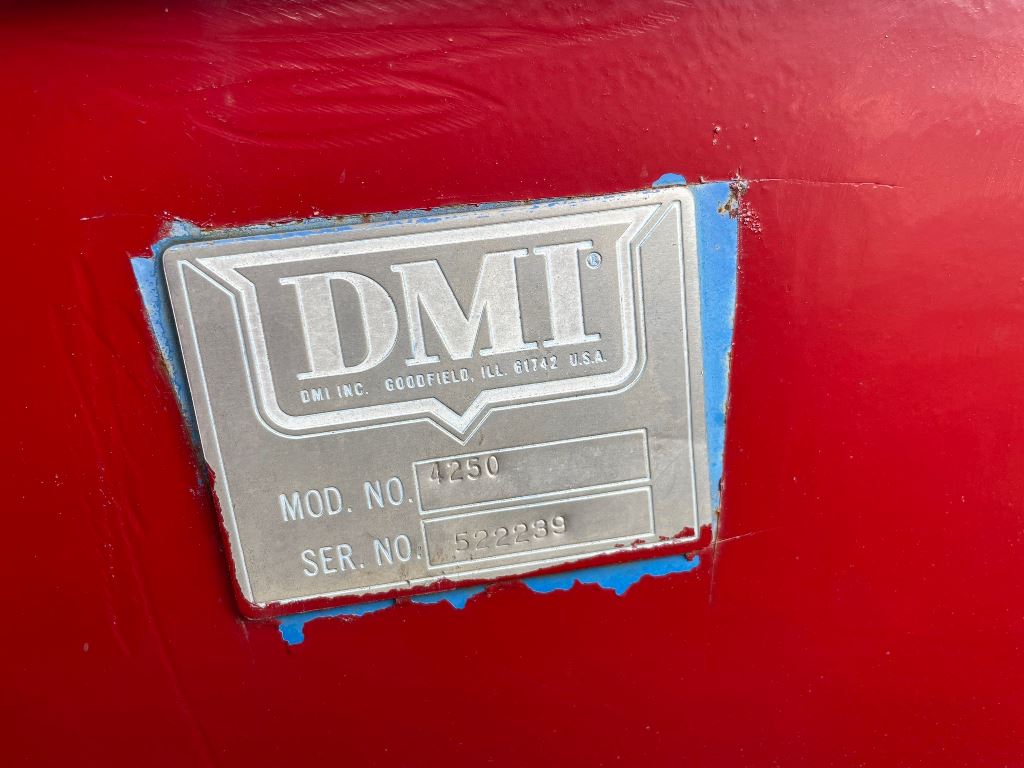 DMI®
DMI INC. GOODFIELD, ILL. 61742 U.S.A.
MOD. NO. 4250
SER. NO. 522239